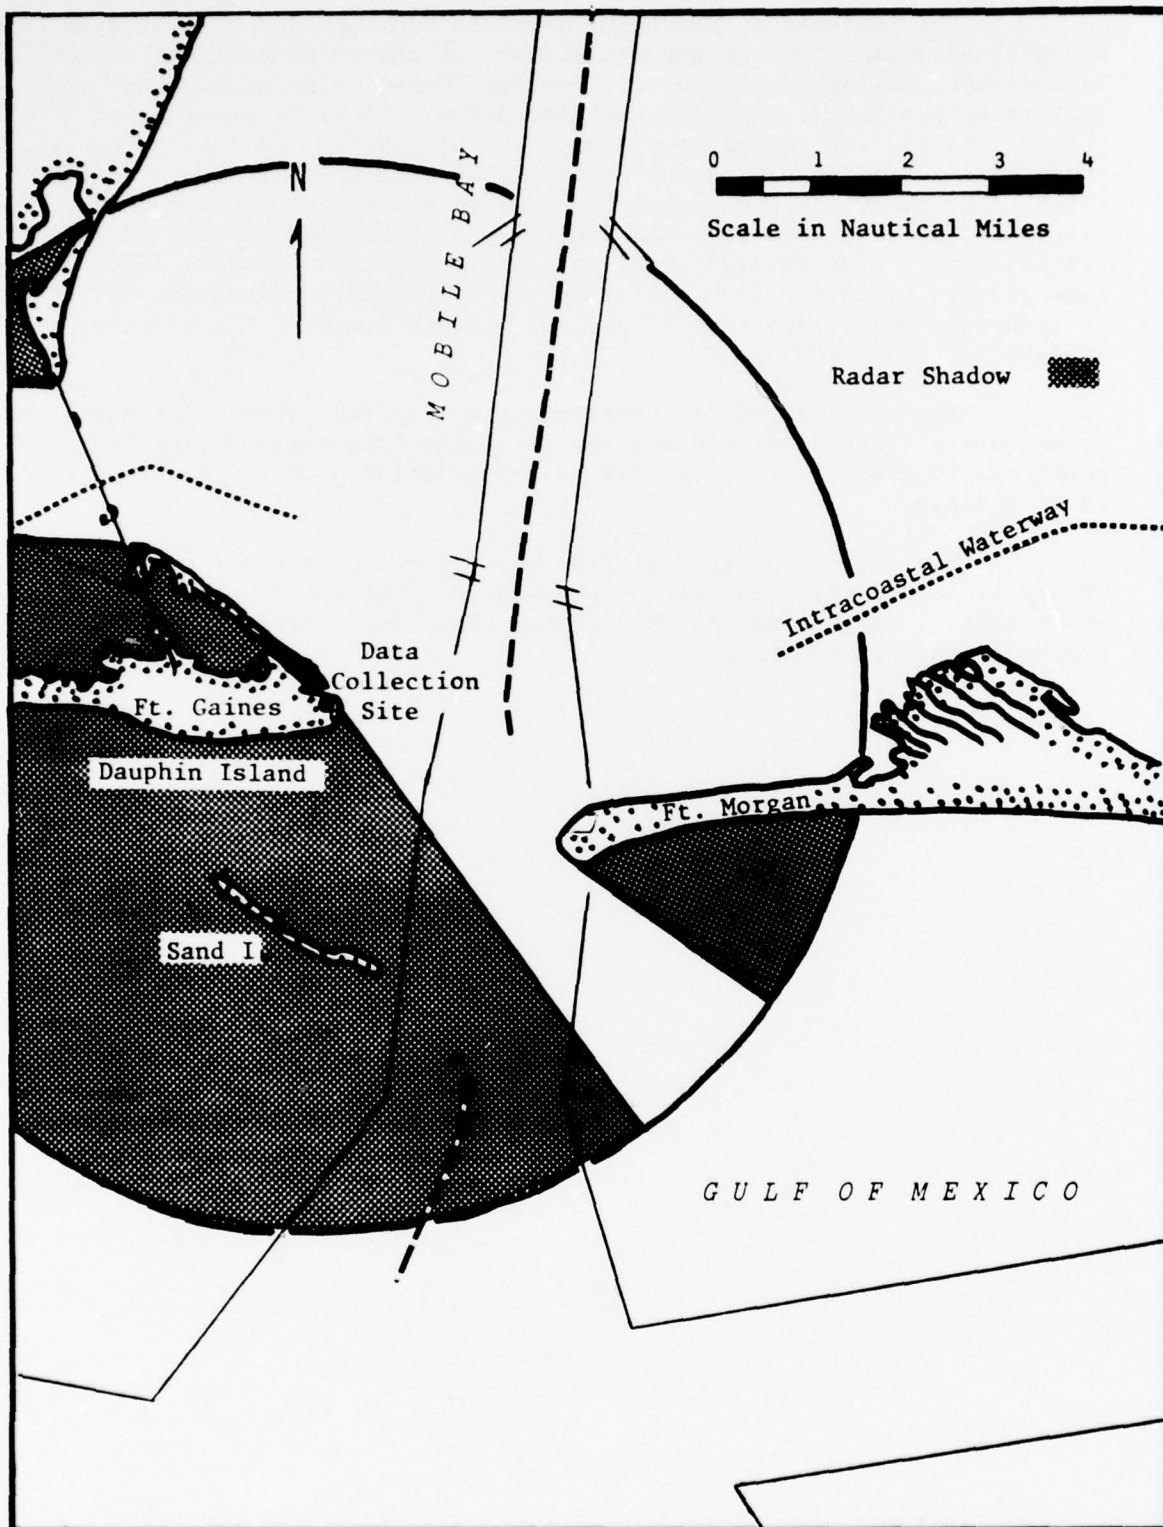 N
MOBILE BAY
0 1 2 3 4
Scale in Nautical Miles
Radar Shadow
Intracoastal Waterway
Data
Collection
Site
Ft. Gaines
Dauphin Island
Ft. Morgan
Sand I
GULF OF MEXICO